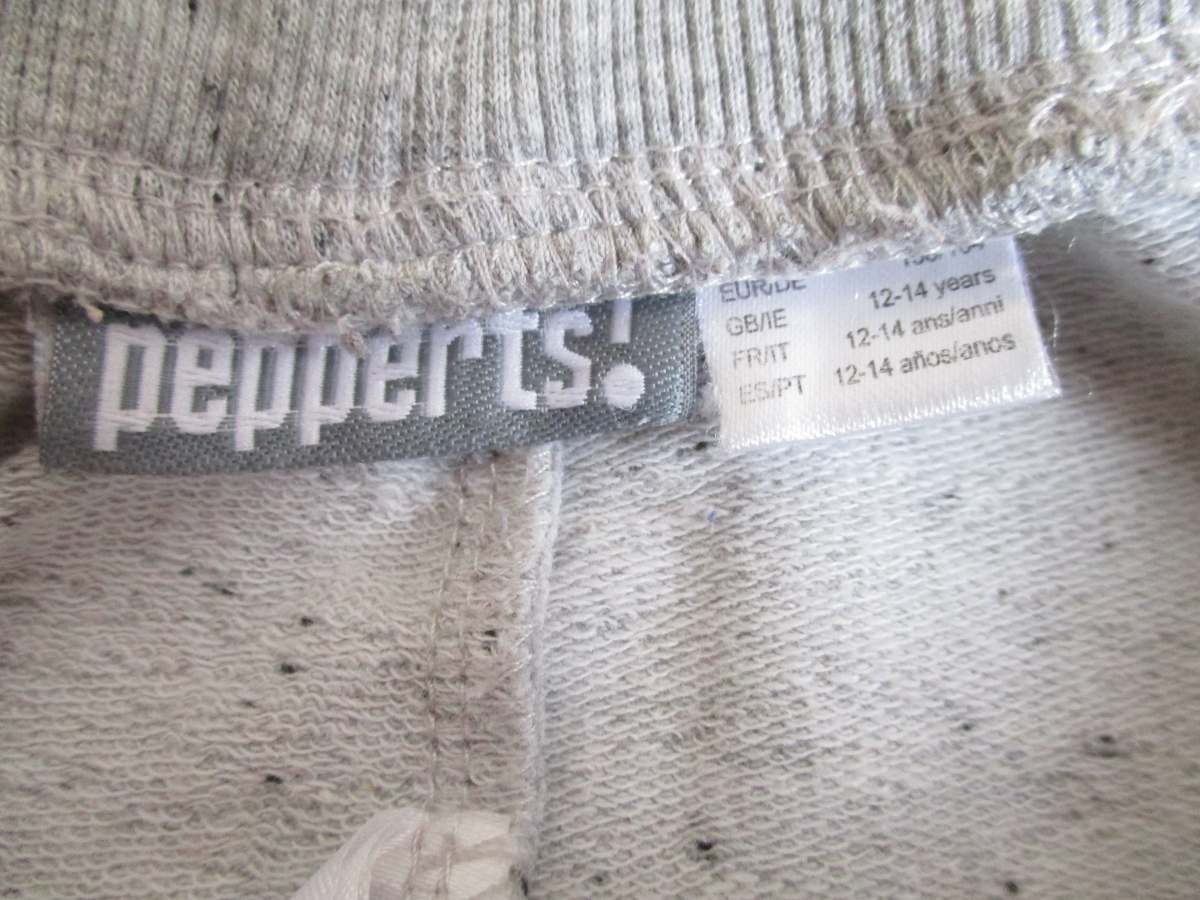 pepperts!
EUR/DE
GB/IE 12-14 years
FR/IT 12-14 ans/anni
ES/PT 12-14 años/anos